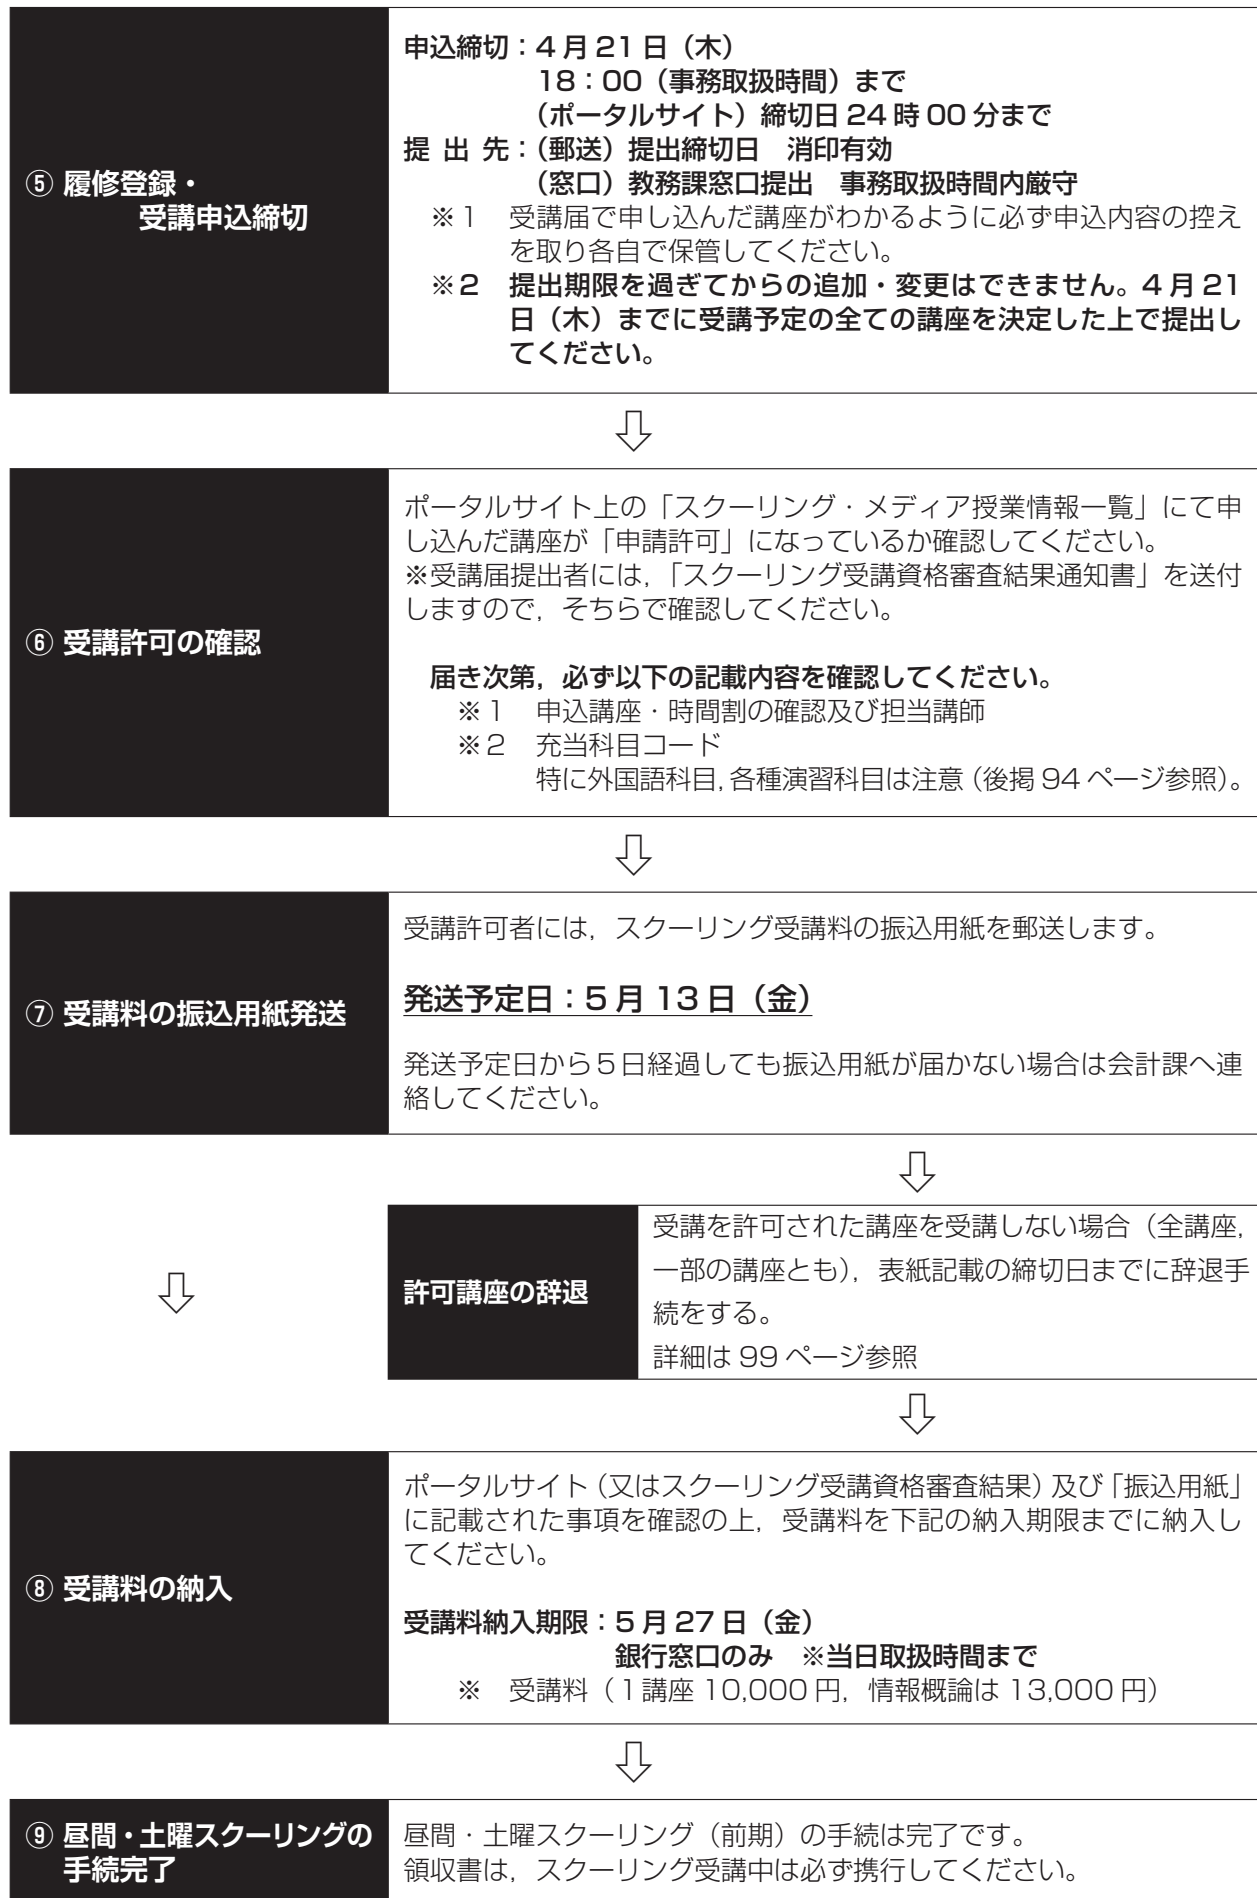 ⑤ 履修登録・
受講申込締切
申込締切：4月21日（木）
18：00（事務取扱時間）まで
（ポータルサイト）締切日24時00分まで
提 出 先：（郵送）提出締切日　消印有効
（窓口）教務課窓口提出　事務取扱時間内厳守
※1　受講届で申し込んだ講座がわかるように必ず申込内容の控え
を取り各自で保管してください。
※2　提出期限を過ぎてからの追加・変更はできません。4月21
日（木）までに受講予定の全ての講座を決定した上で提出し
てください。
⑥ 受講許可の確認
ポータルサイト上の「スクーリング・メディア授業情報一覧」にて申
し込んだ講座が「申請許可」になっているか確認してください。
※受講届提出者には，「スクーリング受講資格審査結果通知書」を送付
しますので，そちらで確認してください。
届き次第，必ず以下の記載内容を確認してください。
※1　申込講座・時間割の確認及び担当講師
※2　充当科目コード
特に外国語科目，各種演習科目は注意（後掲94ページ参照）。
⑦ 受講料の振込用紙発送
受講許可者には，スクーリング受講料の振込用紙を郵送します。
発送予定日：5月13日（金）
発送予定日から5日経過しても振込用紙が届かない場合は会計課へ連
絡してください。
許可講座の辞退
受講を許可された講座を受講しない場合（全講座，
一部の講座とも），表紙記載の締切日までに辞退手
続をする。
詳細は99ページ参照
⑧ 受講料の納入
ポータルサイト（又はスクーリング受講資格審査結果）及び「振込用紙」
に記載された事項を確認の上，受講料を下記の納入期限までに納入し
てください。
受講料納入期限：5月27日（金）
銀行窓口のみ　※当日取扱時間まで
※　受講料（1講座10,000円，情報概論は13,000円）
⑨ 昼間・土曜スクーリングの
手続完了
昼間・土曜スクーリング（前期）の手続は完了です。
領収書は，スクーリング受講中は必ず携行してください。